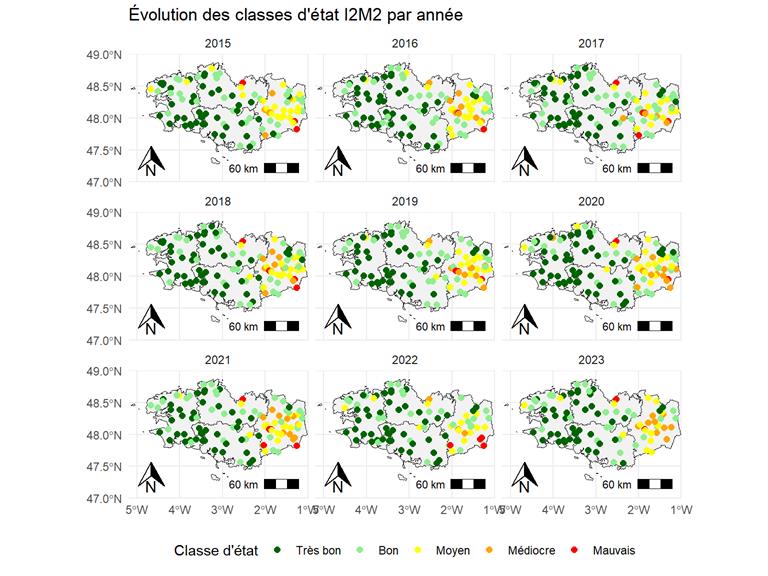 Évolution des classes d'état I2M2 par année
2015 2016 2017
49.0°N
48.5°N
48.0°N
47.5°N
47.0°N
N 60 km N 60 km N 60 km
2018 2019 2020
49.0°N
48.5°N
48.0°N
47.5°N
47.0°N
N 60 km N 60 km N 60 km
2021 2022 2023
49.0°N
48.5°N
48.0°N
47.5°N
47.0°N
N 60 km N 60 km N 60 km
5°W 4°W 3°W 2°W 4°W 3°W 2°W 4°W 3°W 2°W 1°W
Classe d'état Très bon Bon Moyen Médiocre Mauvais